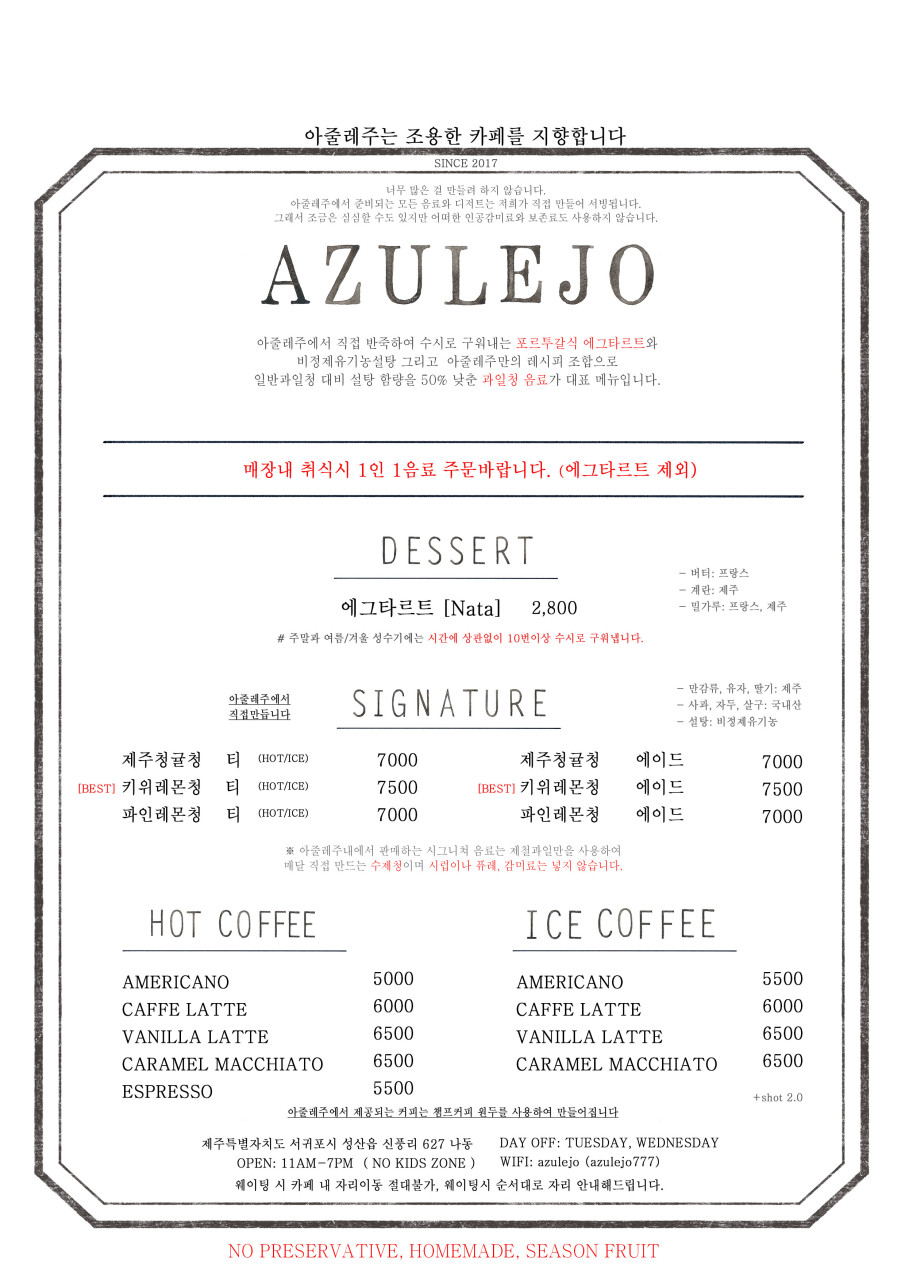 아줄레주는 조용한 카페를 지향합니다
SINCE 2017
너무 많은 걸 만들려 하지 않습니다.
아줄레주에서 준비되는 모든 음료와 디저트는 저희가 직접 만들어 서빙됩니다.
그래서 조금은 심심할 수도 있지만 어떠한 인공감미료와 보존료도 사용하지 않습니다.
AZULEJO
아줄레주에서 직접 반죽하여 수시로 구워내는 포르투갈식 에그타르트와
비정제유기농설탕 그리고 아줄레주만의 레시피 조합으로
일반과일청 대비 설탕 함량을 50% 낮춘 과일청 음료가 대표 메뉴입니다.
매장내 취식시 1인 1음료 주문바랍니다. (에그타르트 제외)
DESSERT
에그타르트 [Nata] 2,800
# 주말과 여름/겨울 성수기에는 시간에 상관없이 10번이상 수시로 구워냅니다.
- 버터: 프랑스
- 계란: 제주
- 밀가루: 프랑스, 제주
아줄레주에서
직접만듭니다
SIGNATURE
- 만감류, 유자, 딸기: 제주
- 사과, 자두, 살구: 국내산
- 설탕: 비정제유기농
제주청귤청 티 (HOT/ICE) 7000
[BEST] 키위레몬청 티 (HOT/ICE) 7500
파인레몬청 티 (HOT/ICE) 7000
제주청귤청 에이드 7000
[BEST] 키위레몬청 에이드 7500
파인레몬청 에이드 7000
※ 아줄레주내에서 판매하는 시그니쳐 음료는 제철과일만을 사용하여
매달 직접 만드는 수제청이며 시럽이나 퓨레, 감미료는 넣지 않습니다.
HOT COFFEE
AMERICANO 5000
CAFFE LATTE 6000
VANILLA LATTE 6500
CARAMEL MACCHIATO 6500
ESPRESSO 5500
ICE COFFEE
AMERICANO 5500
CAFFE LATTE 6000
VANILLA LATTE 6500
CARAMEL MACCHIATO 6500
+shot 2.0
아줄레주에서 제공되는 커피는 챔프커피 원두를 사용하여 만들어집니다
제주특별자치도 서귀포시 성산읍 신풍리 627 나동
OPEN: 11AM-7PM ( NO KIDS ZONE )
DAY OFF: TUESDAY, WEDNESDAY
WIFI: azulejo (azulejo777)
웨이팅 시 카페 내 자리이동 절대불가, 웨이팅시 순서대로 자리 안내해드립니다.
NO PRESERVATIVE, HOMEMADE, SEASON FRUIT